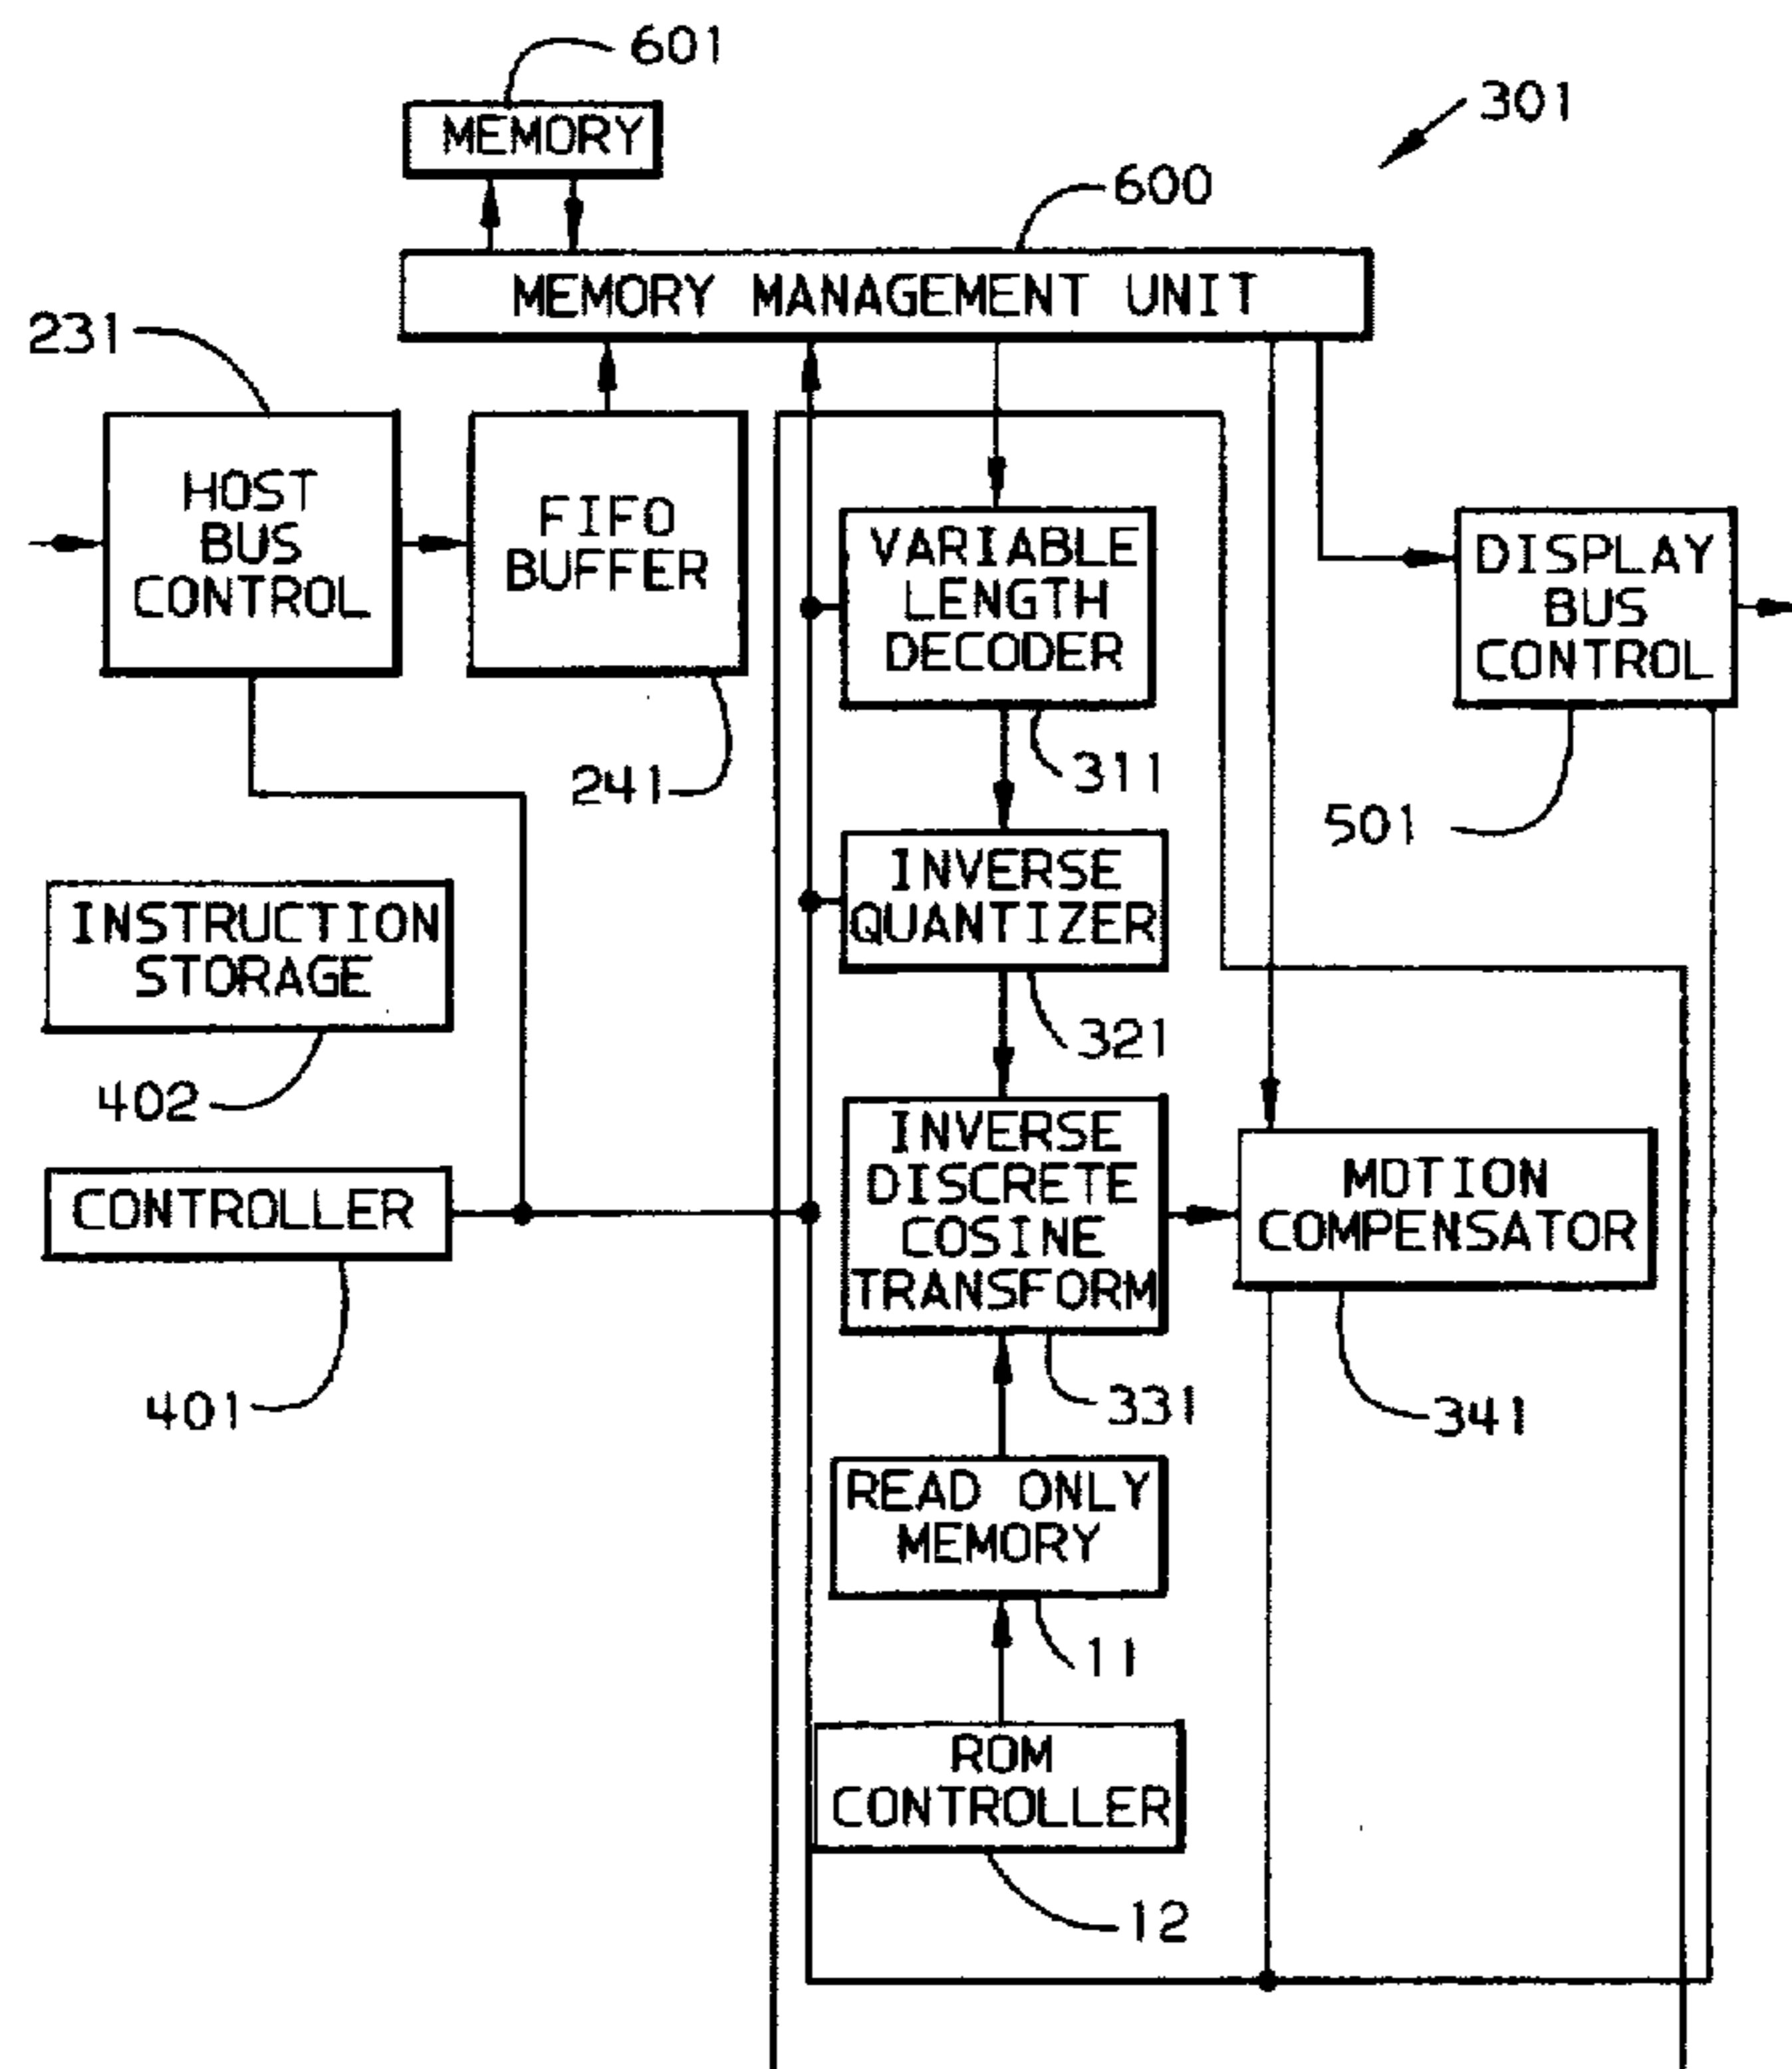 601
MEMORY
301
600
MEMORY MANAGEMENT UNIT
231
HOST
BUS
CONTROL
FIFO
BUFFER
VARIABLE
LENGTH
DECODER
DISPLAY
BUS
CONTROL
241
311
501
INVERSE
QUANTIZER
INSTRUCTION
STORAGE
321
402
INVERSE
DISCRETE
COSINE
TRANSFORM
MOTION
COMPENSATOR
CONTROLLER
401
331
341
READ ONLY
MEMORY
11
ROM
CONTROLLER
12